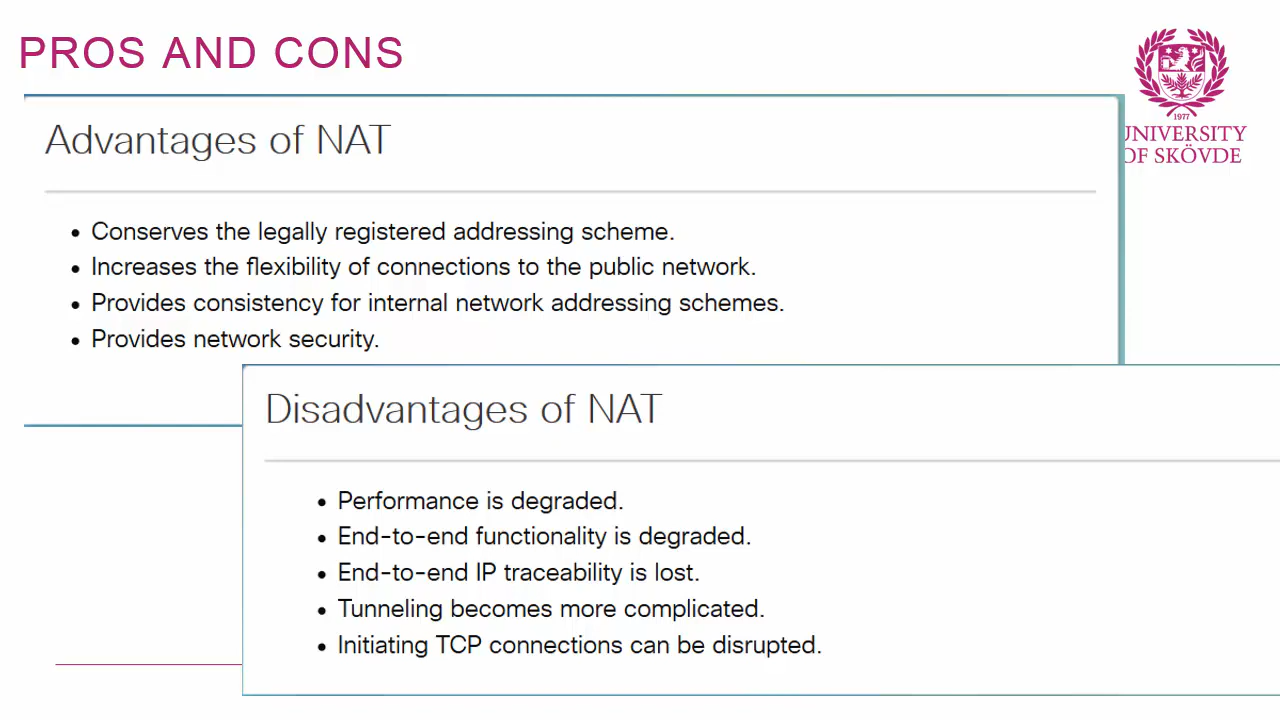 PROS AND CONS
1977
UNIVERSITY
OF SKÖVDE
Advantages of NAT
• Conserves the legally registered addressing scheme.
• Increases the flexibility of connections to the public network.
• Provides consistency for internal network addressing schemes.
• Provides network security.
Disadvantages of NAT
• Performance is degraded.
• End-to-end functionality is degraded.
• End-to-end IP traceability is lost.
• Tunneling becomes more complicated.
• Initiating TCP connections can be disrupted.